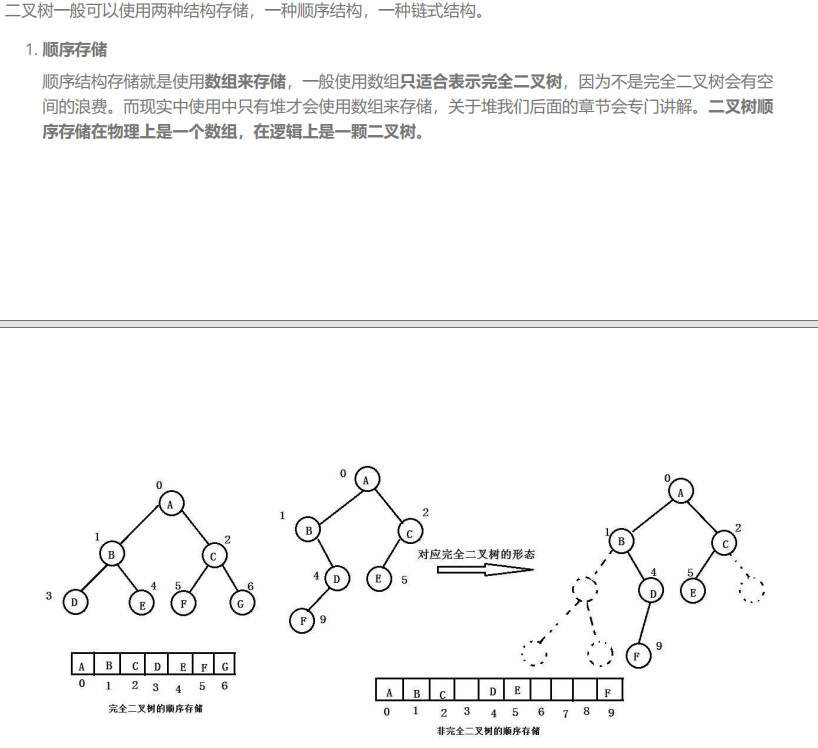 二叉树一般可以使用两种结构存储，一种顺序结构，一种链式结构。
1. 顺序存储
顺序结构存储就是使用数组来存储，一般使用数组只适合表示完全二叉树，因为不是完全二叉树会有空
间的浪费。而现实中使用中只有堆才会使用数组来存储，关于堆我们后面的章节会专门讲解。二叉树顺
序存储在物理上是一个数组，在逻辑上是一颗二叉树。
0
A
1
B
2
C
3
D
4
E
5
F
6
G
A B C D E F G
0 1 2 3 4 5 6
完全二叉树的顺序存储
0
A
1
B
2
C
4
D
E
5
F
9
对应完全二叉树的形态
0
A
1
B
2
C
4
D
5
E
F
9
A B C D E F
0 1 2 3 4 5 6 7 8 9
非完全二叉树的顺序存储